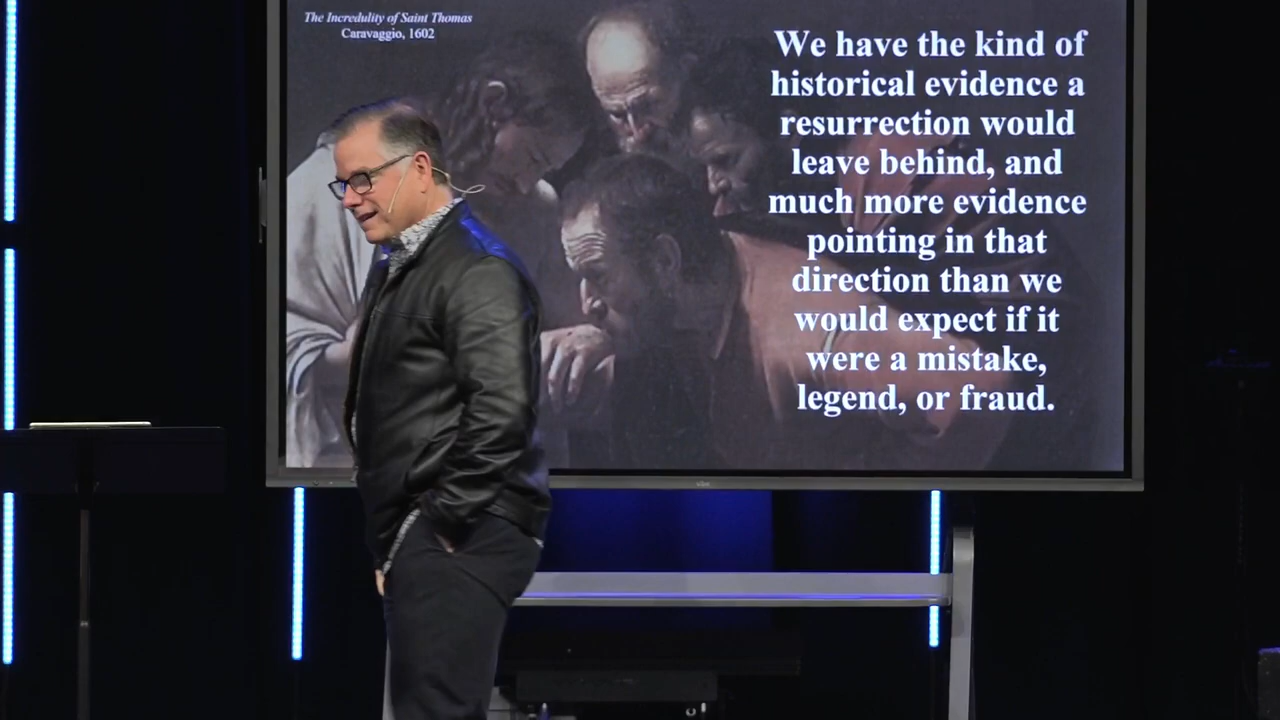 The Incredulity of Saint Thomas
Caravaggio, 1602
We have the kind of
historical evidence a
resurrection would
leave behind, and
much more evidence
pointing in that
direction than we
would expect if it
were a mistake,
legend, or fraud.